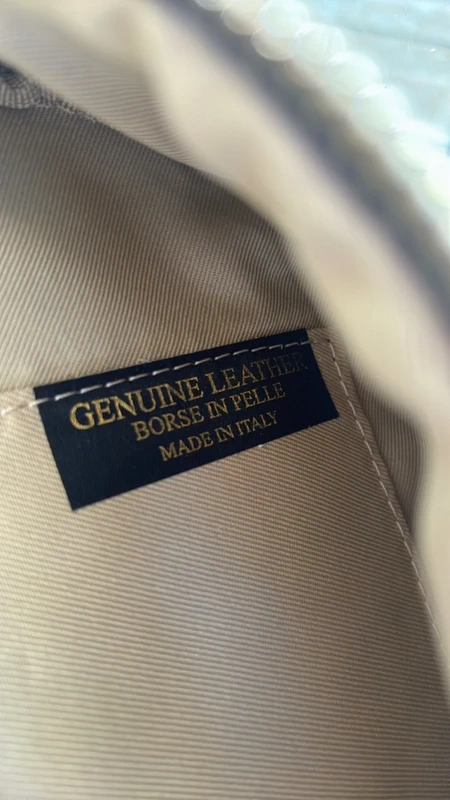 GENUINE LEATHER
BORSE IN PELLE
MADE IN ITALY